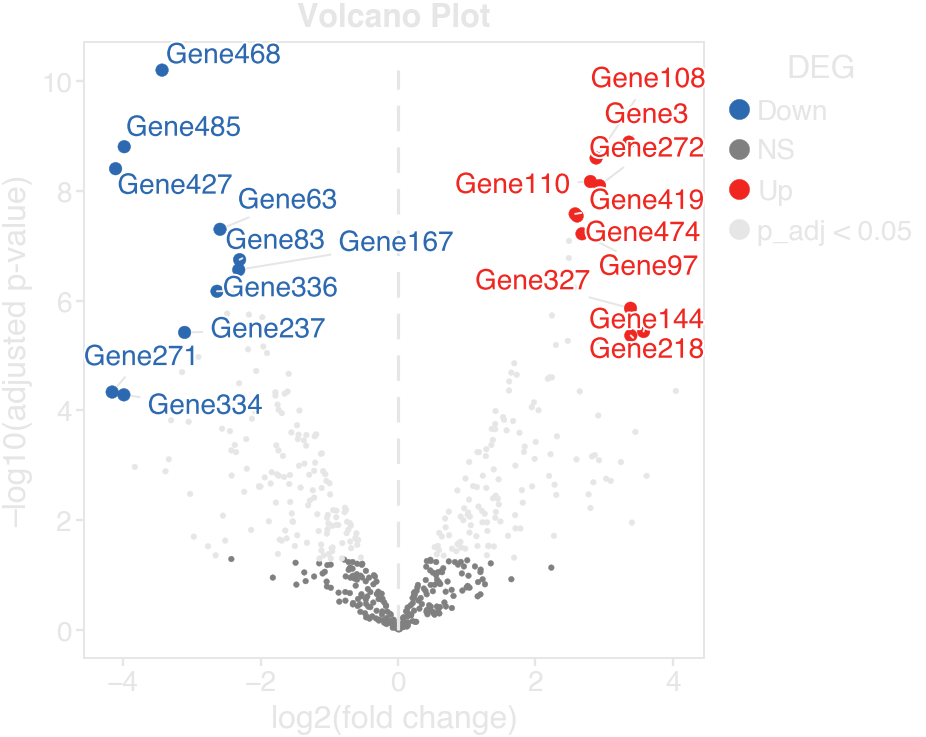 Volcano Plot
Gene468
Gene485
Gene427
Gene63
Gene83
Gene167
Gene336
Gene237
Gene271
Gene334
Gene108
Gene3
Gene272
Gene110
Gene419
Gene474
Gene97
Gene327
Gene144
Gene218
DEG
Down
NS
Up
p_adj < 0.05
−log10(adjusted p-value)
10
8
6
4
2
0
−4
−2
0
2
4
log2(fold change)